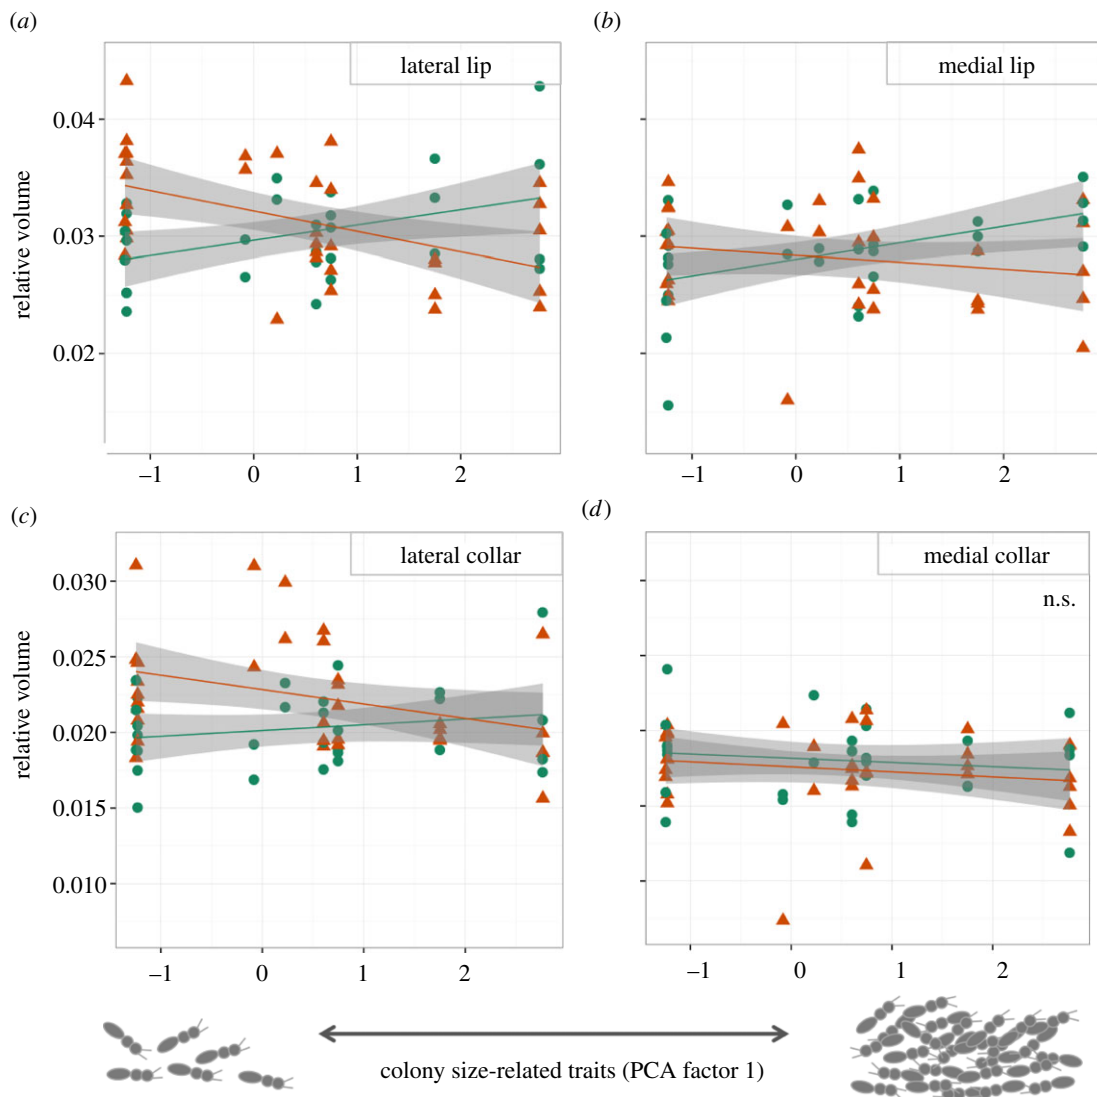 (a)
lateral lip
relative volume
0.04
0.03
0.02
–1 0 1 2
(b)
medial lip
–1 0 1 2
(c)
lateral collar
relative volume
0.030
0.025
0.020
0.015
0.010
–1 0 1 2
(d)
medial collar
n.s.
–1 0 1 2
colony size-related traits (PCA factor 1)